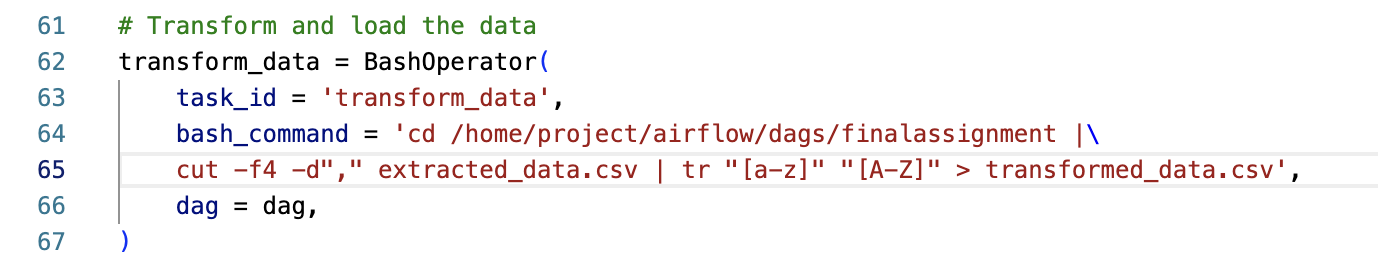 61 # Transform and load the data
62 transform_data = BashOperator(
63 task_id = 'transform_data',
64 bash_command = 'cd /home/project/airflow/dags/finalassignment |\
65 cut -f4 -d"," extracted_data.csv | tr "[a-z]" "[A-Z]" > transformed_data.csv',
66 dag = dag,
67 )